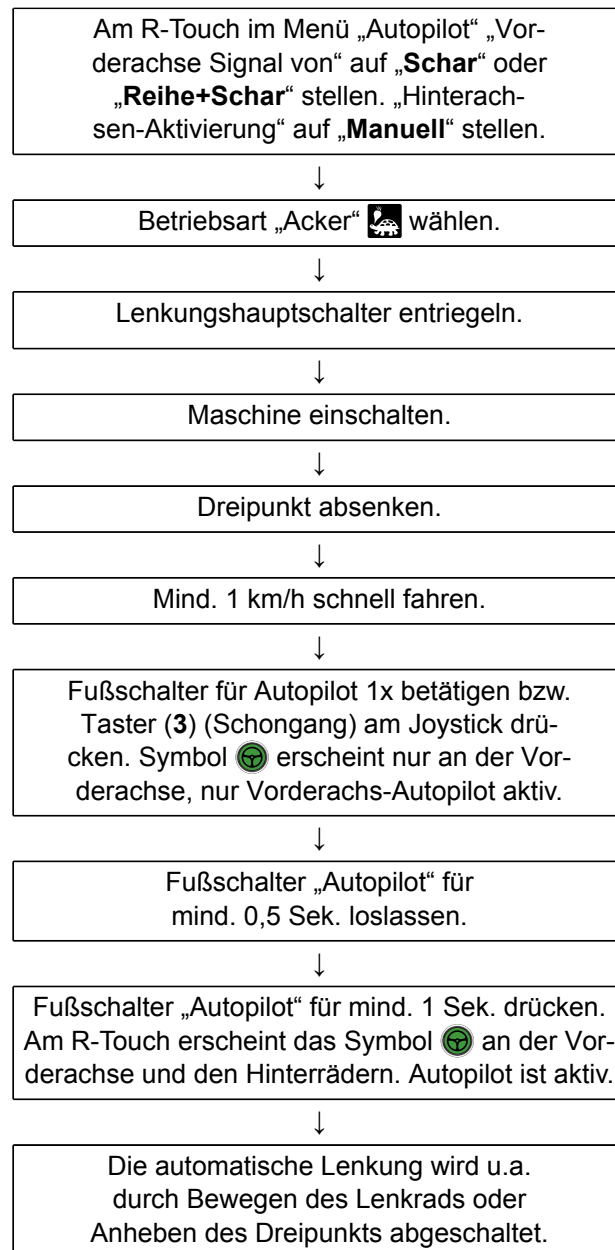 Am R-Touch im Menü „Autopilot“ „Vor-
derachse Signal von“ auf „Schar“ oder
„Reihe+Schar“ stellen. „Hinterach-
sen-Aktivierung“ auf „Manuell“ stellen.
↓
Betriebsart „Acker“ wählen.
↓
Lenkungshauptschalter entriegeln.
↓
Maschine einschalten.
↓
Dreipunkt absenken.
↓
Mind. 1 km/h schnell fahren.
↓
Fußschalter für Autopilot 1x betätigen bzw.
Taster (3) (Schongang) am Joystick drü-
cken. Symbol erscheint nur an der Vor-
derachse, nur Vorderachs-Autopilot aktiv.
↓
Fußschalter „Autopilot“ für
mind. 0,5 Sek. loslassen.
↓
Fußschalter „Autopilot“ für mind. 1 Sek. drücken.
Am R-Touch erscheint das Symbol an der Vor-
derachse und den Hinterrädern. Autopilot ist aktiv.
↓
Die automatische Lenkung wird u.a.
durch Bewegen des Lenkrads oder
Anheben des Dreipunkts abgeschaltet.